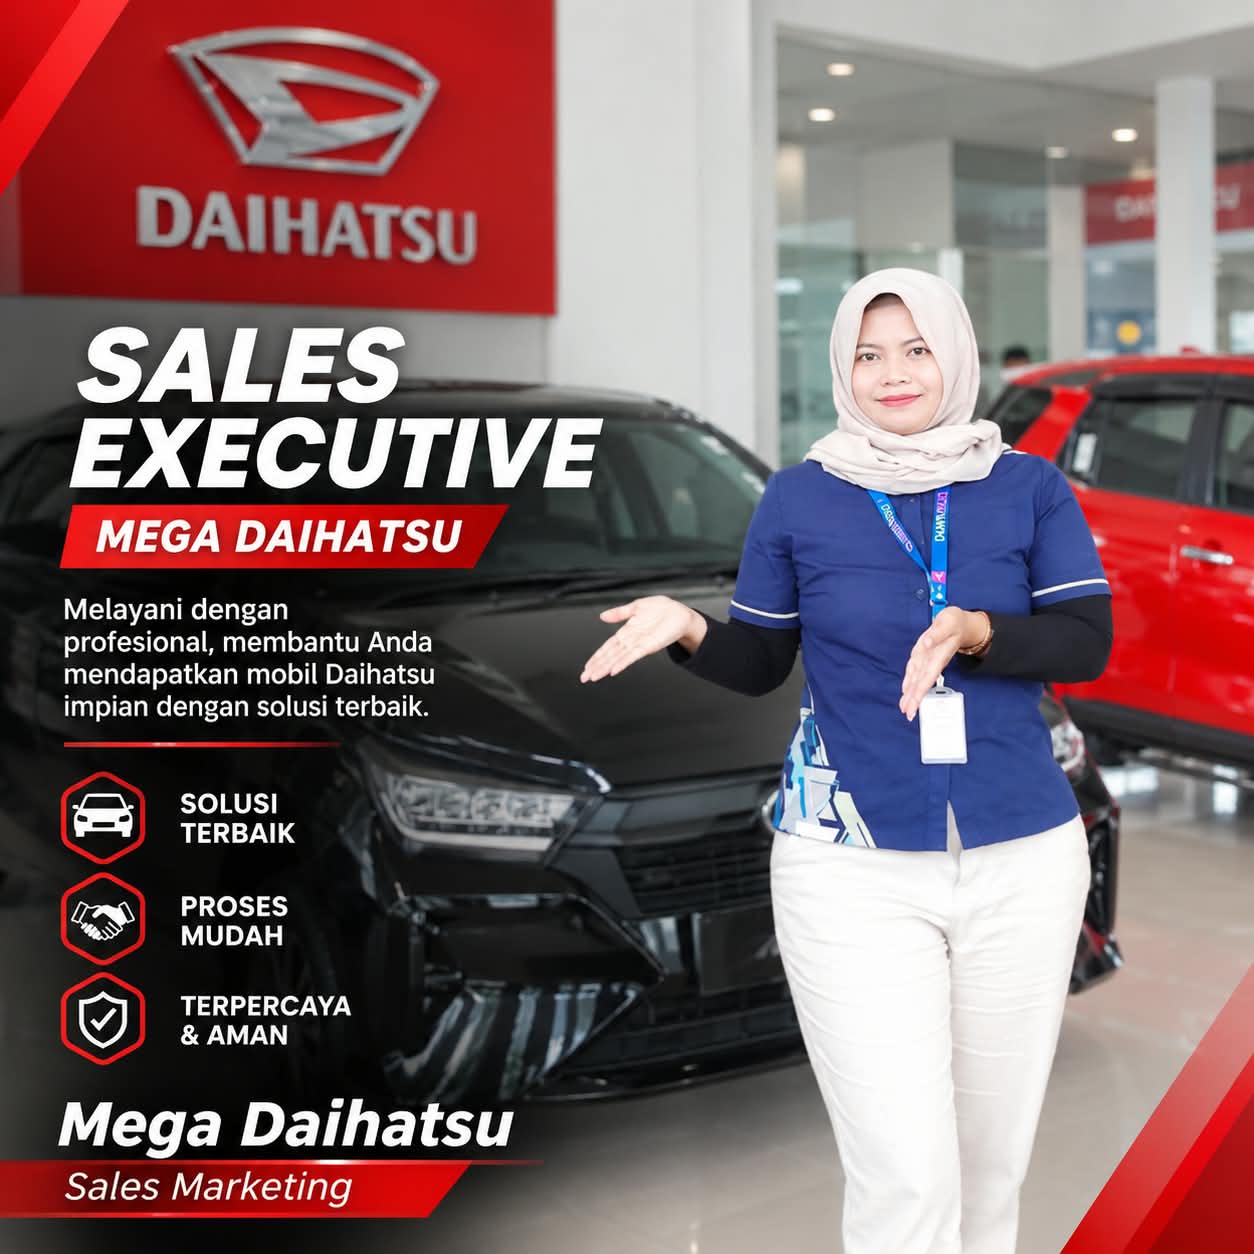 DAIHATSU
SALES
EXECUTIVE
MEGA DAIHATSU
Melayani dengan
profesional, membantu Anda
mendapatkan mobil Daihatsu
impian dengan solusi terbaik.
SOLUSI
TERBAIK
PROSES
MUDAH
TERPERCAYA
& AMAN
Mega Daihatsu
Sales Marketing